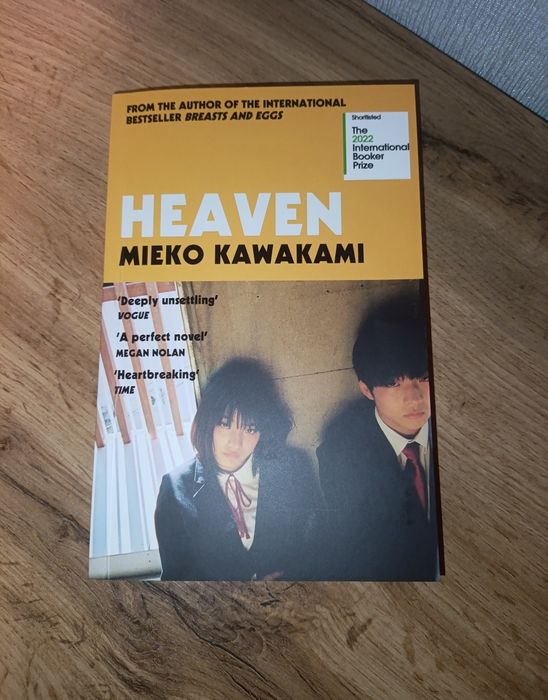 FROM THE AUTHOR OF THE INTERNATIONAL
BESTSELLER BREASTS AND EGGS
Shortlisted
The
2022
International
Booker
Prize
HEAVEN
MIEKO KAWAKAMI
'Deeply unsettling'
VOGUE
'A perfect novel'
MEGAN NOLAN
'Heartbreaking'
TIME